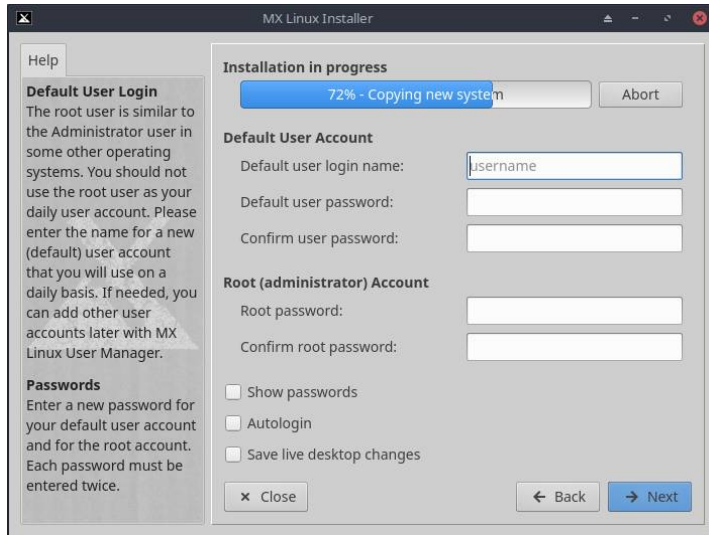 MX Linux Installer
Help
Default User Login
The root user is similar to
the Administrator user in
some other operating
systems. You should not
use the root user as your
daily user account. Please
enter the name for a new
(default) user account
that you will use on a
daily basis. If needed, you
can add other user
accounts later with MX
Linux User Manager.
Passwords
Enter a new password for
your default user account
and for the root account.
Each password must be
entered twice.
Installation in progress
72% - Copying new system
Abort
Default User Account
Default user login name:
username
Default user password:
Confirm user password:
Root (administrator) Account
Root password:
Confirm root password:
Show passwords
Autologin
Save live desktop changes
Close
Back
Next